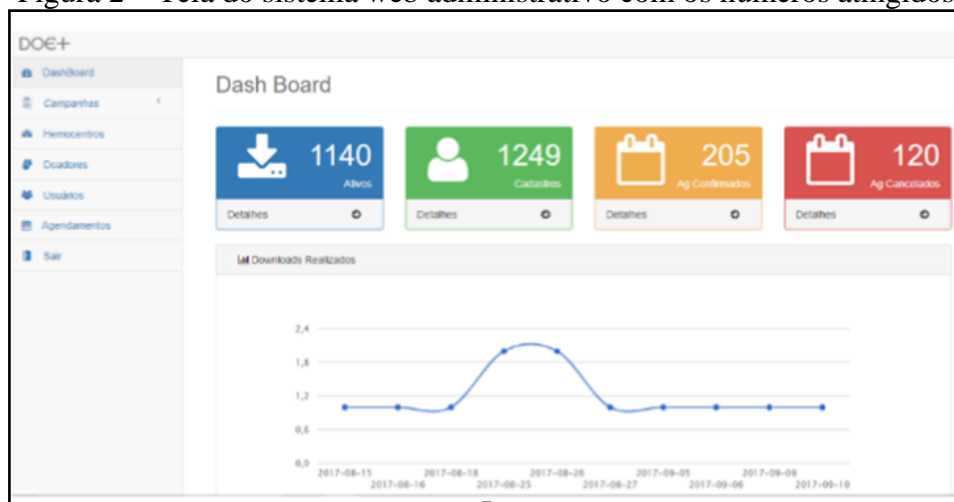 Figura 2 – Tela do sistema web administrativo com os números atingidos
DOE+
DashBoard
Campanhas
Hemocentros
Doadores
Usuários
Agendamentos
Sair
Dash Board
1140
Ativos
Detalhes
1249
Cadastros
Detalhes
205
Ag Confirmados
Detalhes
120
Ag Cancelados
Detalhes
Downloads Realizados
2,4
1,8
1,2
0,6
0,0
2017-08-15
2017-08-16
2017-08-18
2017-08-25
2017-08-26
2017-08-27
2017-09-05
2017-09-06
2017-09-09
2017-09-10